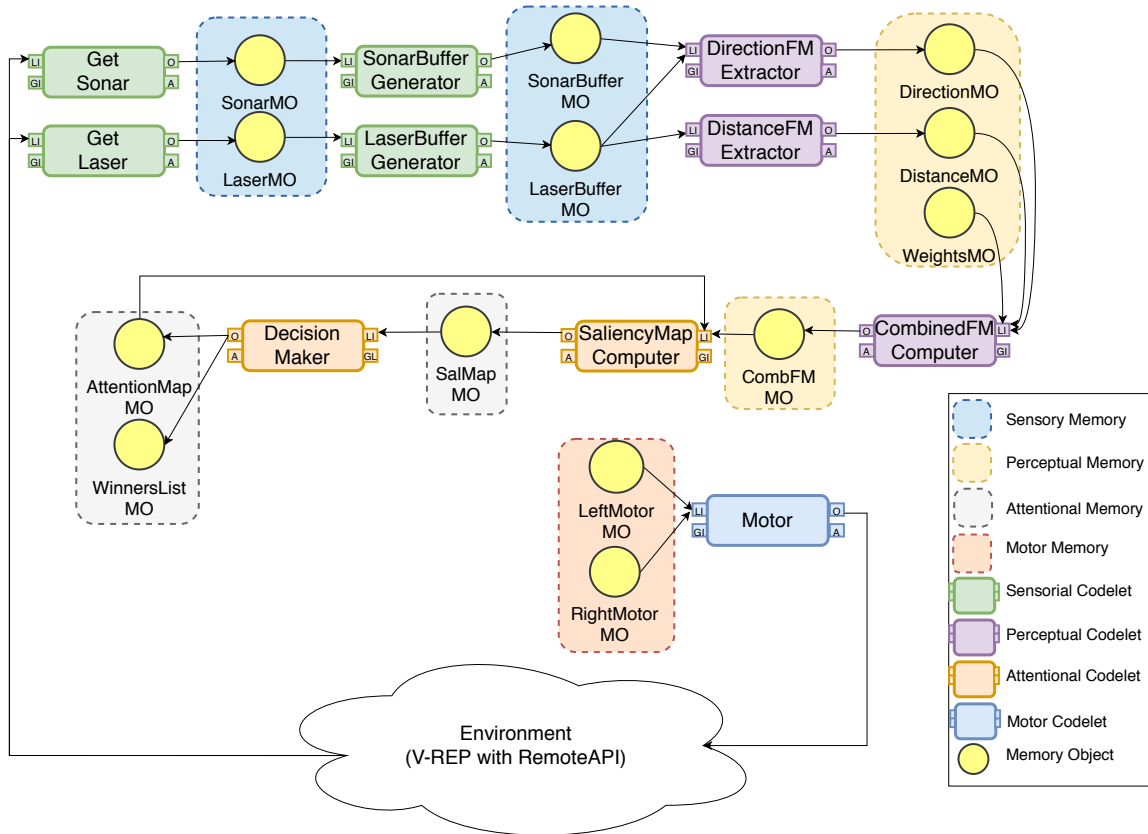 LI
Get
Sonar
O
GI
A
SonarMO
LI
SonarBuffer
Generator
O
GI
A
SonarBuffer
MO
LI
DirectionFM
Extractor
O
GI
A
DirectionMO
LI
Get
Laser
O
GI
A
LaserMO
LI
LaserBuffer
Generator
O
GI
A
LaserBuffer
MO
LI
DistanceFM
Extractor
O
GI
A
DistanceMO
WeightsMO
AttentionMap
MO
O
Decision
Maker
LI
A
GL
SalMap
MO
O
SaliencyMap
Computer
LI
A
GI
CombFM
MO
O
CombinedFM
Computer
LI
A
GI
WinnersList
MO
LeftMotor
MO
LI
Motor
O
GI
A
RightMotor
MO
Environment
(V-REP with RemoteAPI)
Sensory Memory
Perceptual Memory
Attentional Memory
Motor Memory
Sensorial Codelet
Perceptual Codelet
Attentional Codelet
Motor Codelet
Memory Object